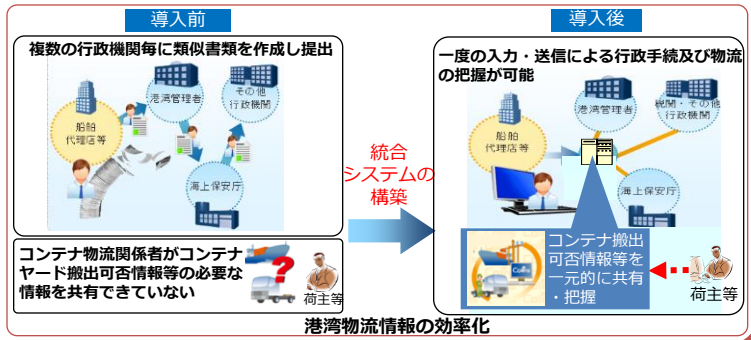 導入前
複数の行政機関毎に類似書類を作成し提出
港湾管理者
その他
行政機関
船舶
代理店等
海上保安庁
コンテナ物流関係者がコンテナ
ヤード搬出可否情報等の必要な
情報を共有できていない
?
荷主等
統合
システムの
構築
導入後
一度の入力・送信による行政手続及び物流
の把握が可能
港湾管理者
税関・その他
行政機関
船舶
代理店等
海上保安庁
Colins
コンテナ搬出
可否情報等を
一元的に共有
・把握
荷主等
港湾物流情報の効率化